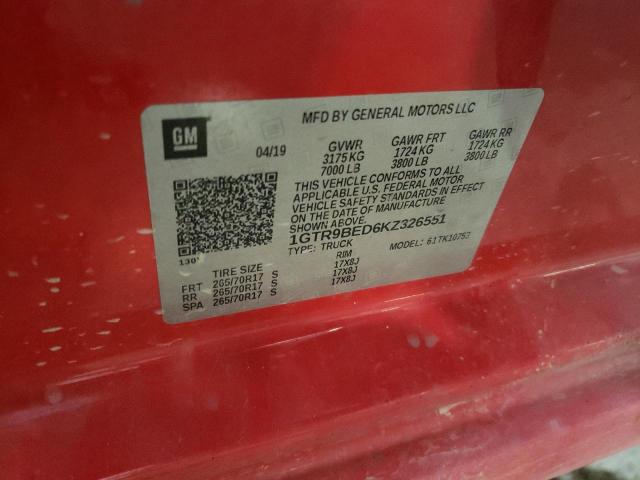 MFD BY GENERAL MOTORS LLC
GM
04/19 GVWR GAWR FRT GAWR RR
3175 KG 1724 KG 1724 KG
7000 LB 3800 LB 3800 LB
THIS VEHICLE CONFORMS TO ALL
APPLICABLE U.S. FEDERAL MOTOR
VEHICLE SAFETY STANDARDS IN EFFECT
ON THE DATE OF MANUFACTURE
SHOWN ABOVE.
1GTR9BED6KZ326551
TYPE: TRUCK MODEL: 61TK10753
TIRE SIZE RIM
FRT 265/70R17 S 17X8J
RR 265/70R17 S 17X8J
SPA 265/70R17 S 17X8J